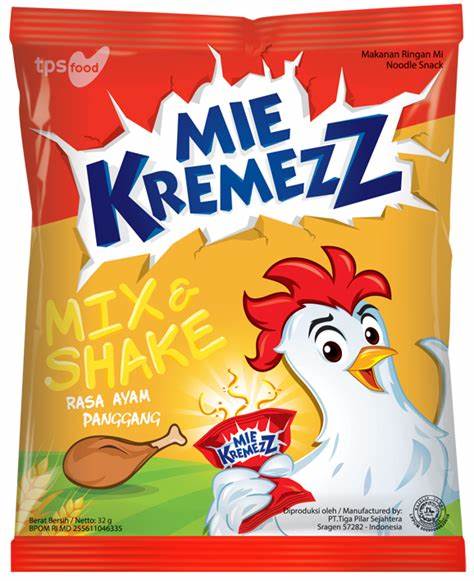 tps food
Makanan Ringan Mi
Noodle Snack
MIE
KREMEZZ
MIX &
SHAKE
RASA AYAM
PANGGANG
MIE
KREMEZZ
Berat Bersih / Netto: 32 g
BPOM RI MD 255611046335
Diproduksi oleh / Manufactured by:
PT.Tiga Pilar Sejahtera
Sragen 57282 - Indonesia